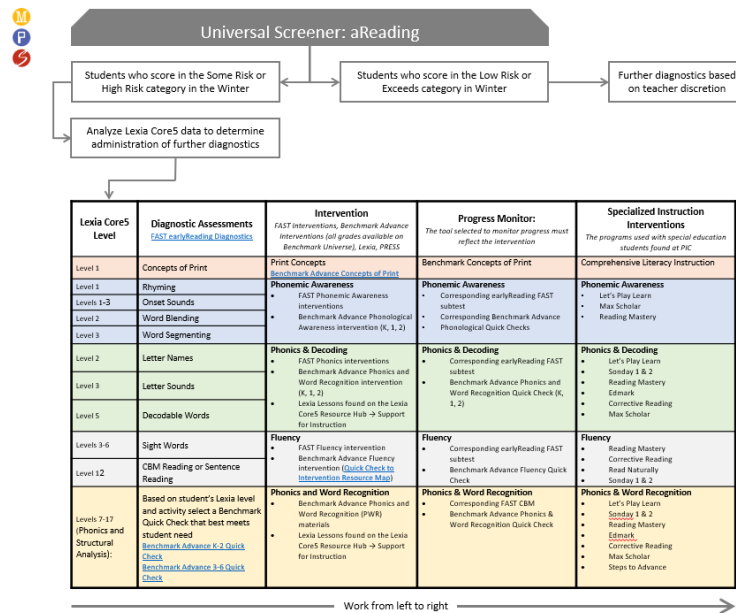 M
P
S
Universal Screener: aReading
Students who score in the Some Risk or
High Risk category in the Winter
Students who score in the Low Risk or
Exceeds category in Winter
Further diagnostics based
on teacher discretion
Analyze Lexia Core5 data to determine
administration of further diagnostics
Lexia Core5
Level
Diagnostic Assessments
FAST earlyReading Diagnostics
Intervention
FAST Interventions, Benchmark Advance
Interventions (all grades available on
Benchmark Universe), Lexia, PRESS
Progress Monitor:
The tool selected to monitor progress must
reflect the intervention
Specialized Instruction
Interventions
The programs used with special education
students found at PIC
Level 1
Concepts of Print
Print Concepts
Benchmark Advance Concepts of Print
Benchmark Concepts of Print
Comprehensive Literacy Instruction
Level 1
Rhyming
Levels 1-3
Onset Sounds
Level 2
Word Blending
Level 3
Word Segmenting
Phonemic Awareness
• FAST Phonemic Awareness
interventions
• Benchmark Advance Phonological
Awareness intervention (K, 1, 2)
Phonemic Awareness
• Corresponding earlyReading FAST
subtest
• Corresponding Benchmark Advance
• Phonological Quick Checks
Phonemic Awareness
• Let's Play Learn
• Max Scholar
• Reading Mastery
Level 2
Letter Names
Level 3
Letter Sounds
Level 5
Decodable Words
Phonics & Decoding
• FAST Phonics interventions
• Benchmark Advance Phonics and
Word Recognition intervention
(K, 1, 2)
• Lexia Lessons found on the Lexia
Core5 Resource Hub → Support
for Instruction
Phonics & Decoding
• Corresponding earlyReading FAST
subtest
• Benchmark Advance Phonics and
Word Recognition Quick Check (K,
1, 2)
Phonics & Decoding
• Let's Play Learn
• Sonday 1 & 2
• Reading Mastery
• Edmark
• Corrective Reading
• Max Scholar
Levels 3-6
Sight Words
Level 12
CBM Reading or Sentence
Reading
Fluency
• FAST Fluency intervention
• Benchmark Advance Fluency
intervention (Quick Check to
Intervention Resource Map)
Fluency
• Corresponding earlyReading FAST
subtest
• Benchmark Advance Fluency Quick
Check
Fluency
• Reading Mastery
• Corrective Reading
• Read Naturally
• Sonday 1 & 2
Levels 7-17
(Phonics and
Structural
Analysis):
Based on student's Lexia level
and activity select a Benchmark
Quick Check that best meets
student need
Benchmark Advance K-2 Quick
Check
Benchmark Advance 3-6 Quick
Check
Phonics and Word Recognition
• Benchmark Advance Phonics and
Word Recognition (PWR)
materials
• Lexia Lessons found on the Lexia
Core5 Resource Hub → Support for
Instruction
Phonics & Word Recognition
• Corresponding FAST CBM
• Benchmark Advance Phonics &
Word Recognition Quick Check
Phonics & Word Recognition
• Let's Play Learn
• Sonday 1 & 2
• Reading Mastery
• Edmark
• Corrective Reading
• Max Scholar
• Steps to Advance
Work from left to right